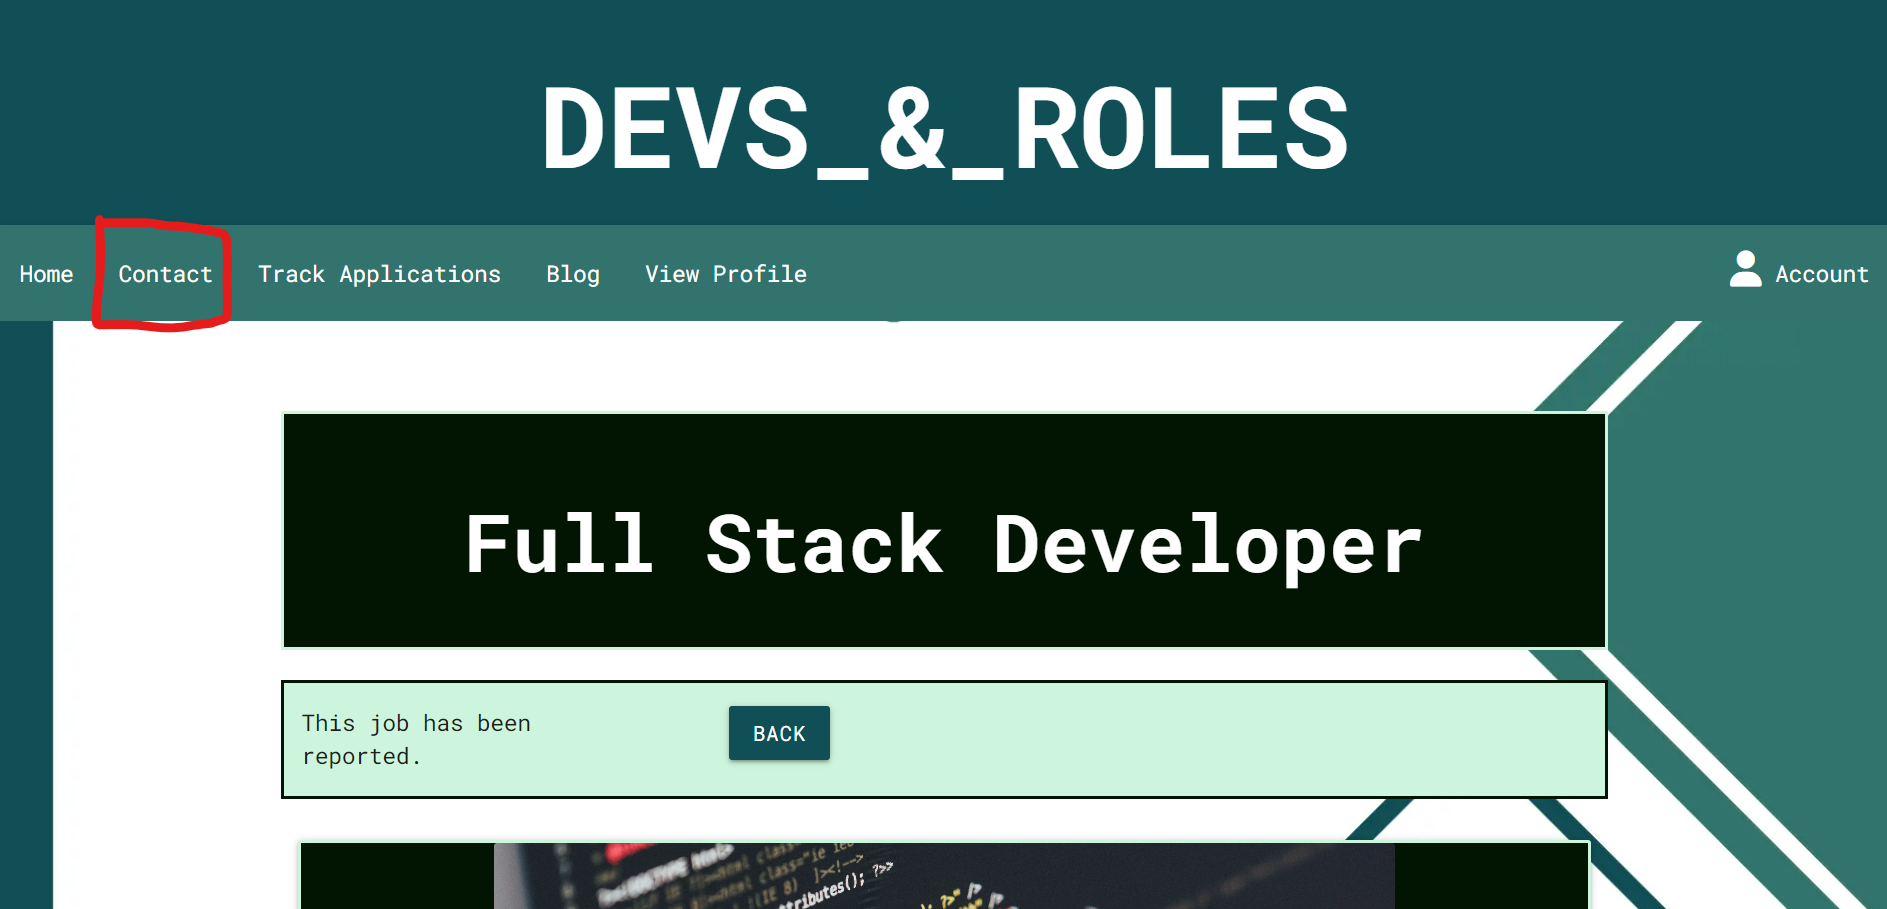 DEVS_&_ROLES
Home Contact Track Applications Blog View Profile Account
Full Stack Developer
This job has been
reported.
BACK